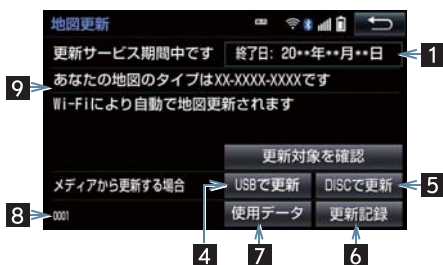 地図更新
更新サービス期間中です 終了日: 20**年**月**日
1
9
あなたの地図のタイプはXX-XXXX-XXXXです
Wi-Fiにより自動で地図更新されます
更新対象を確認
メディアから更新する場合 USBで更新 DISCで更新
5
8
0001
使用データ 更新記録
4
7
6